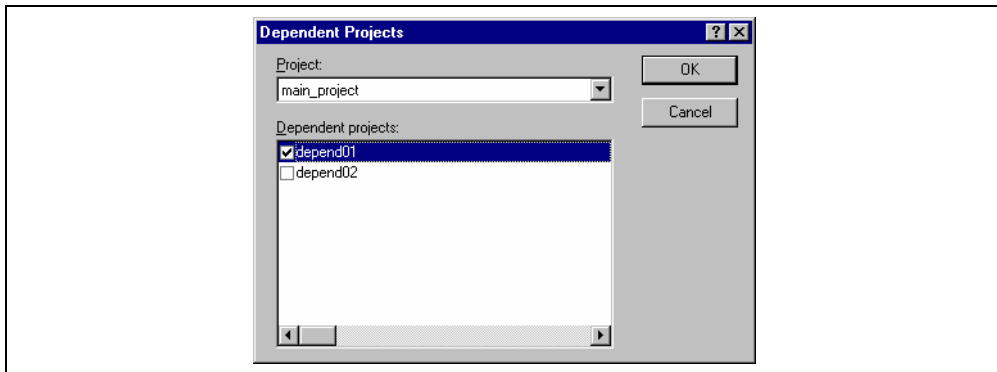 Dependent Projects
Project:
main_project
OK
Cancel
Dependent projects:
depend01
depend02